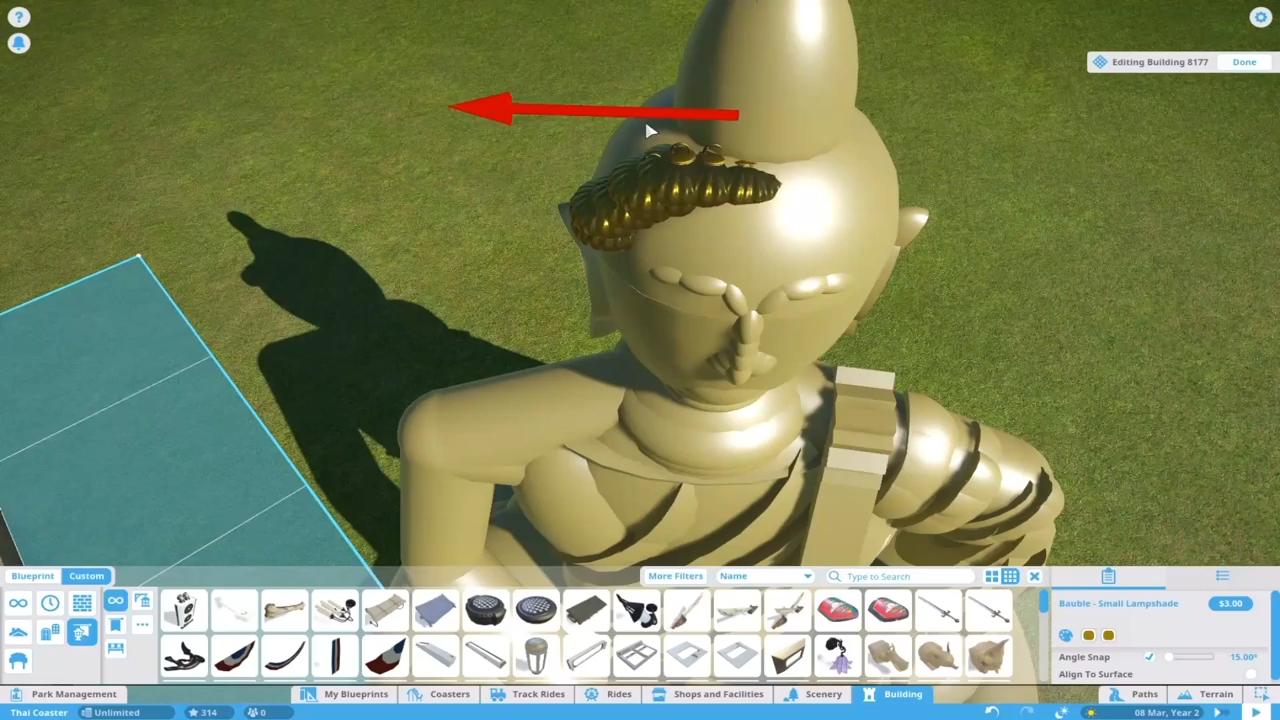 ?
Editing Building 8177 Done
Blueprint Custom
More Filters Name Type to Search
Bauble - Small Lampshade $3.00
Angle Snap 15.00°
Align To Surface
Park Management My Blueprints Coasters Track Rides Rides Shops and Facilities Scenery Building Paths Terrain
Thai Coaster Unlimited 314 0 08 Mar, Year 2